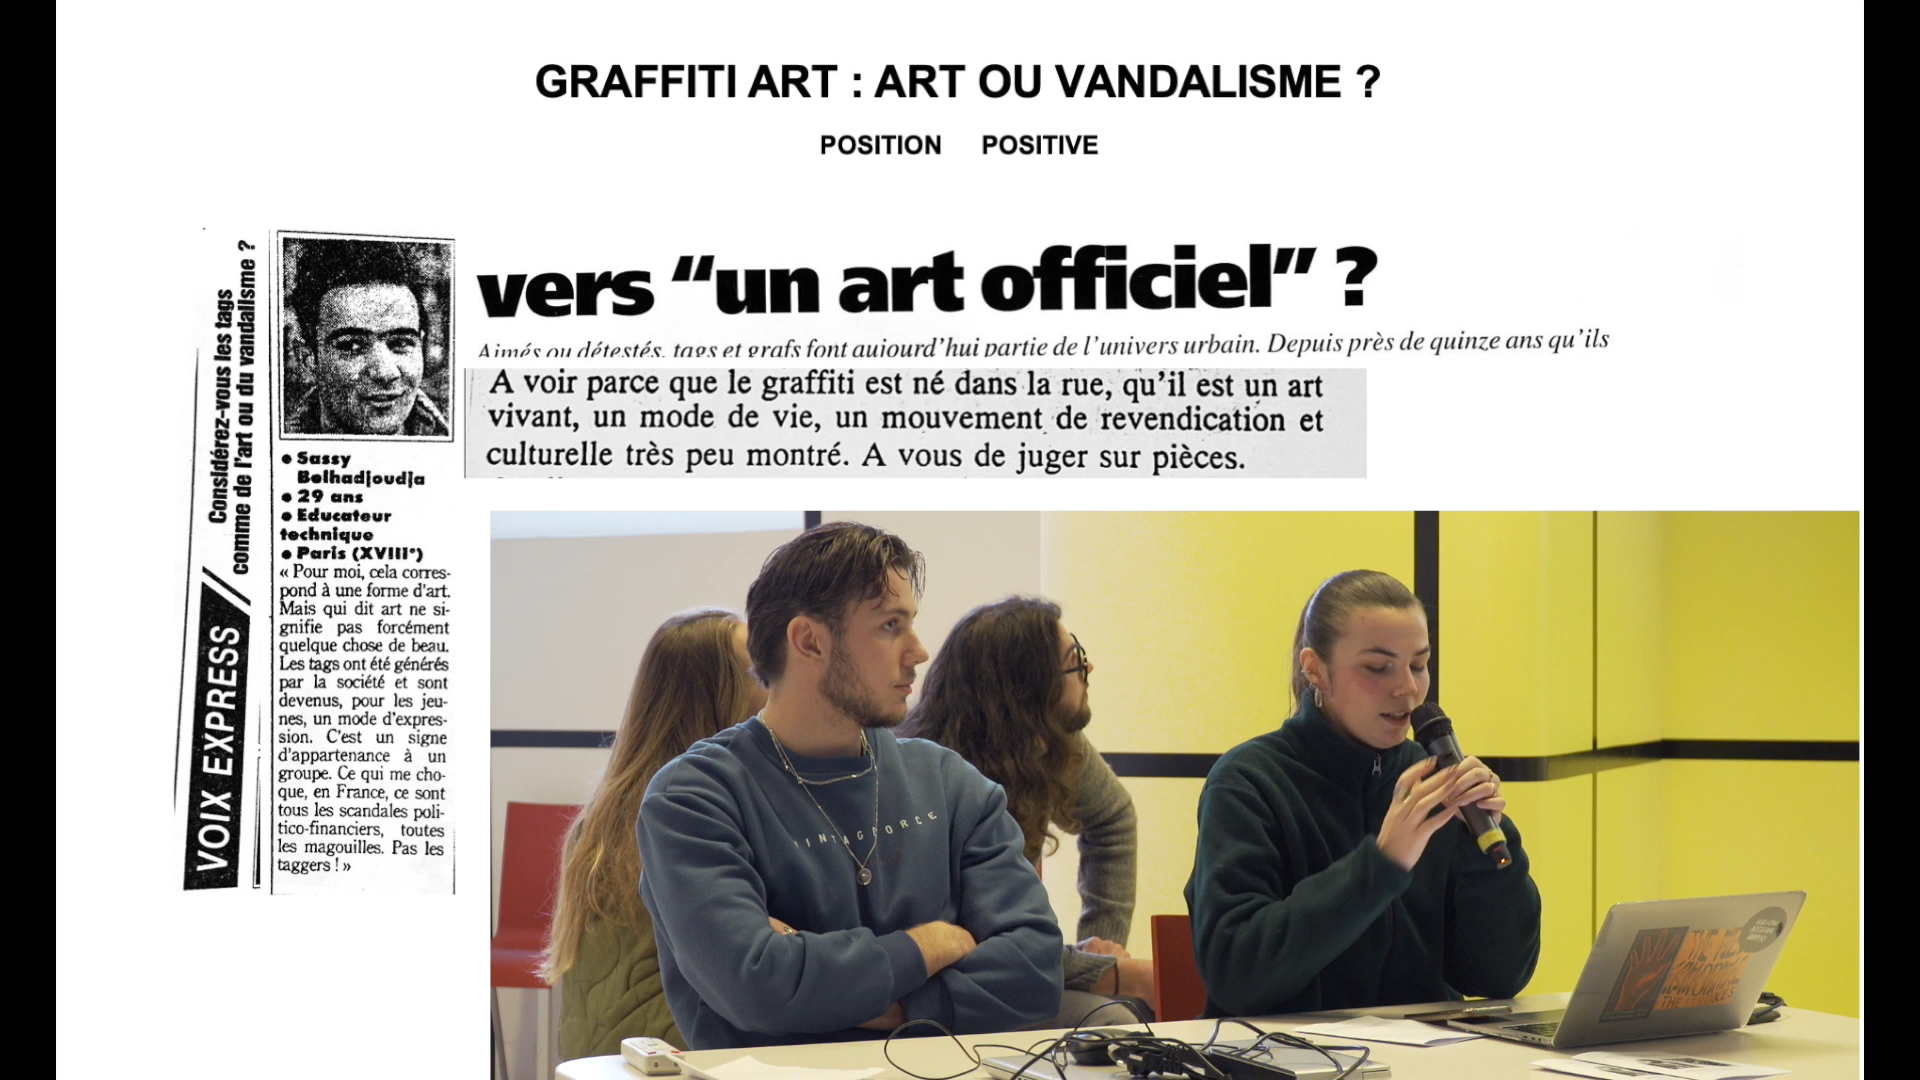 GRAFFITI ART : ART OU VANDALISME ?
POSITION POSITIVE
VOIX EXPRESS
Considérez-vous les tags
comme de l'art ou du vandalisme ?
• Sassy
Belhadjoudja
• 29 ans
• Educateur
technique
• Paris (XVIIIᵉ)
« Pour moi, cela corres-
pond à une forme d'art.
Mais qui dit art ne si-
gnifie pas forcément
quelque chose de beau.
Les tags ont été générés
par la société et sont
devenus, pour les jeu-
nes, un mode d'expres-
sion. C'est un signe
d'appartenance à un
groupe. Ce qui me cho-
que, en France, ce sont
tous les scandales poli-
tico-financiers, toutes
les magouilles. Pas les
taggers ! »
vers “un art officiel” ?
Aimés ou détestés, tags et grafs font aujourd'hui partie de l'univers urbain. Depuis près de quinze ans qu'ils
A voir parce que le graffiti est né dans la rue, qu'il est un art
vivant, un mode de vie, un mouvement de revendication et
culturelle très peu montré. A vous de juger sur pièces.
THE STROKES